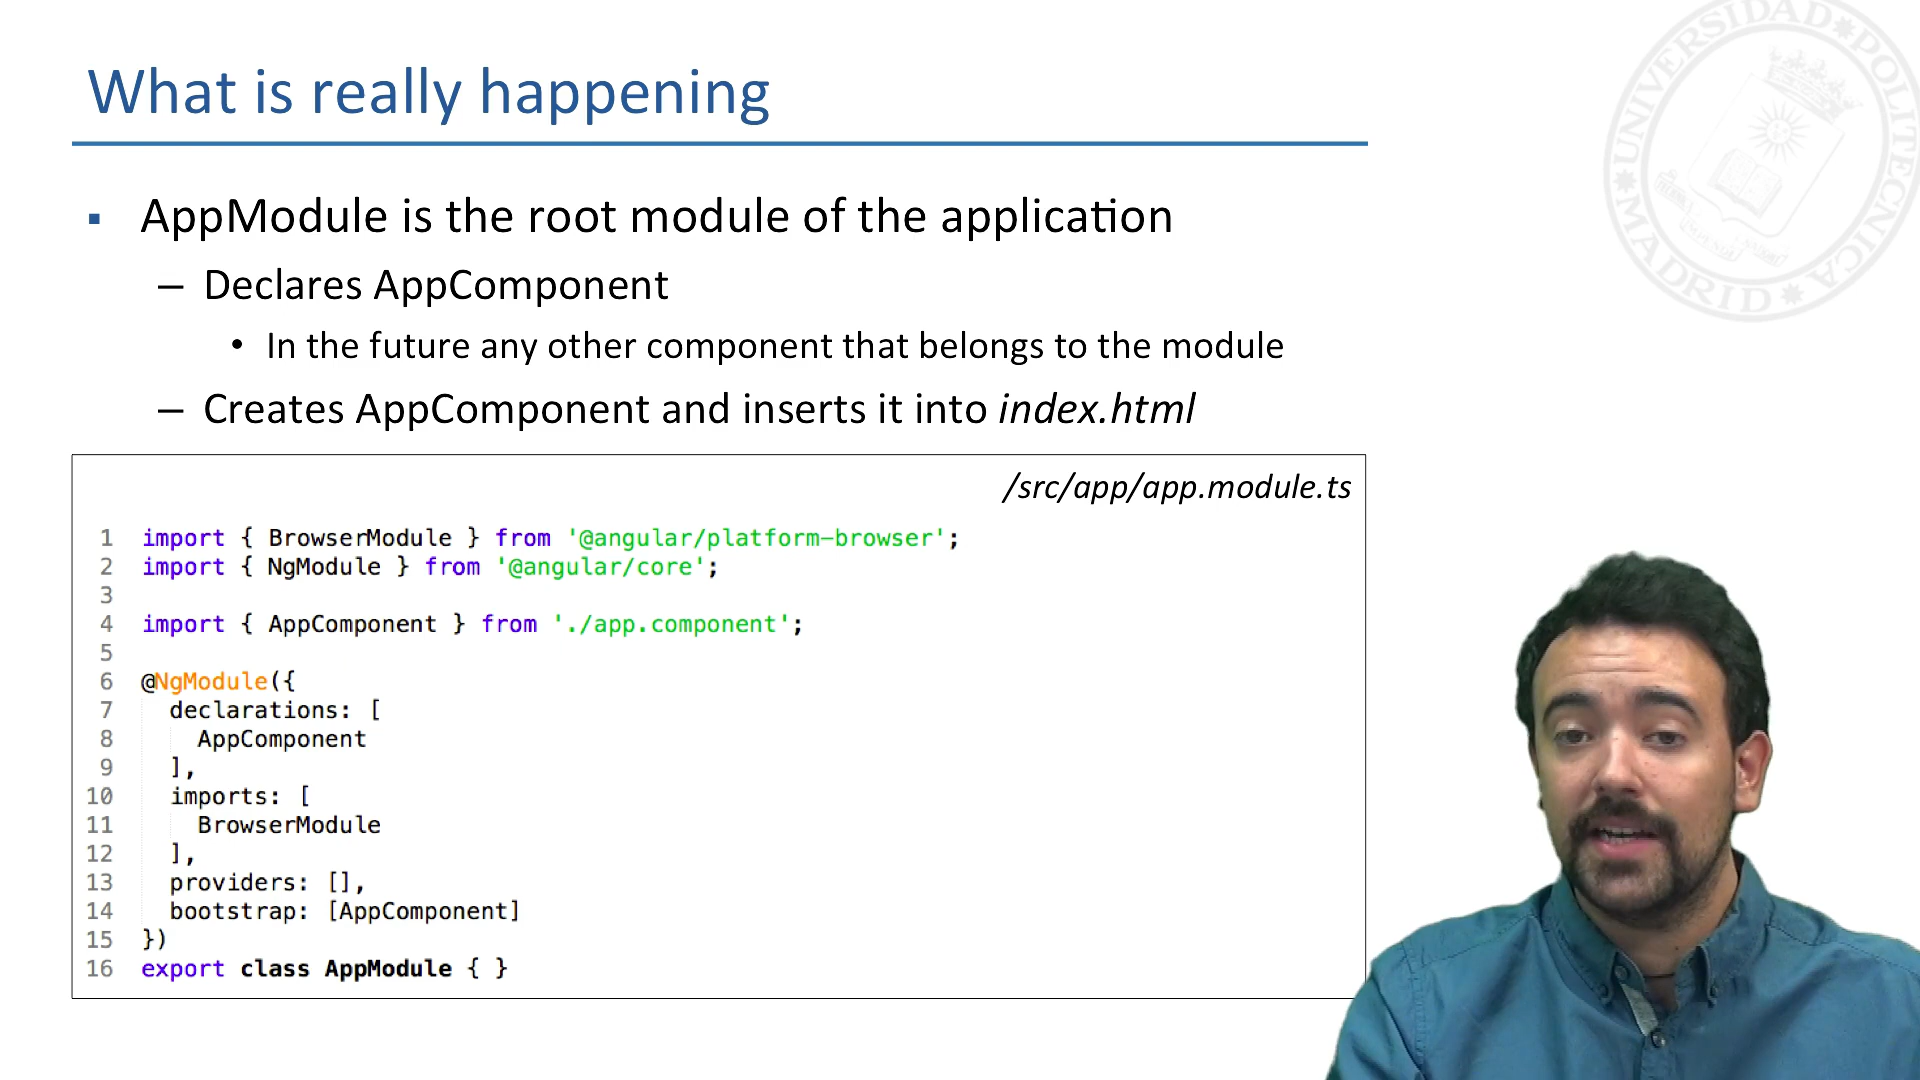 What is really happening
▪ AppModule is the root module of the application
– Declares AppComponent
• In the future any other component that belongs to the module
– Creates AppComponent and inserts it into index.html
/src/app/app.module.ts
1 import { BrowserModule } from '@angular/platform-browser';
2 import { NgModule } from '@angular/core';
3
4 import { AppComponent } from './app.component';
5
6 @NgModule({
7   declarations: [
8     AppComponent
9   ],
10   imports: [
11     BrowserModule
12   ],
13   providers: [],
14   bootstrap: [AppComponent]
15 })
16 export class AppModule { }
UNIVERSIDAD POLITECNICA
MADRID